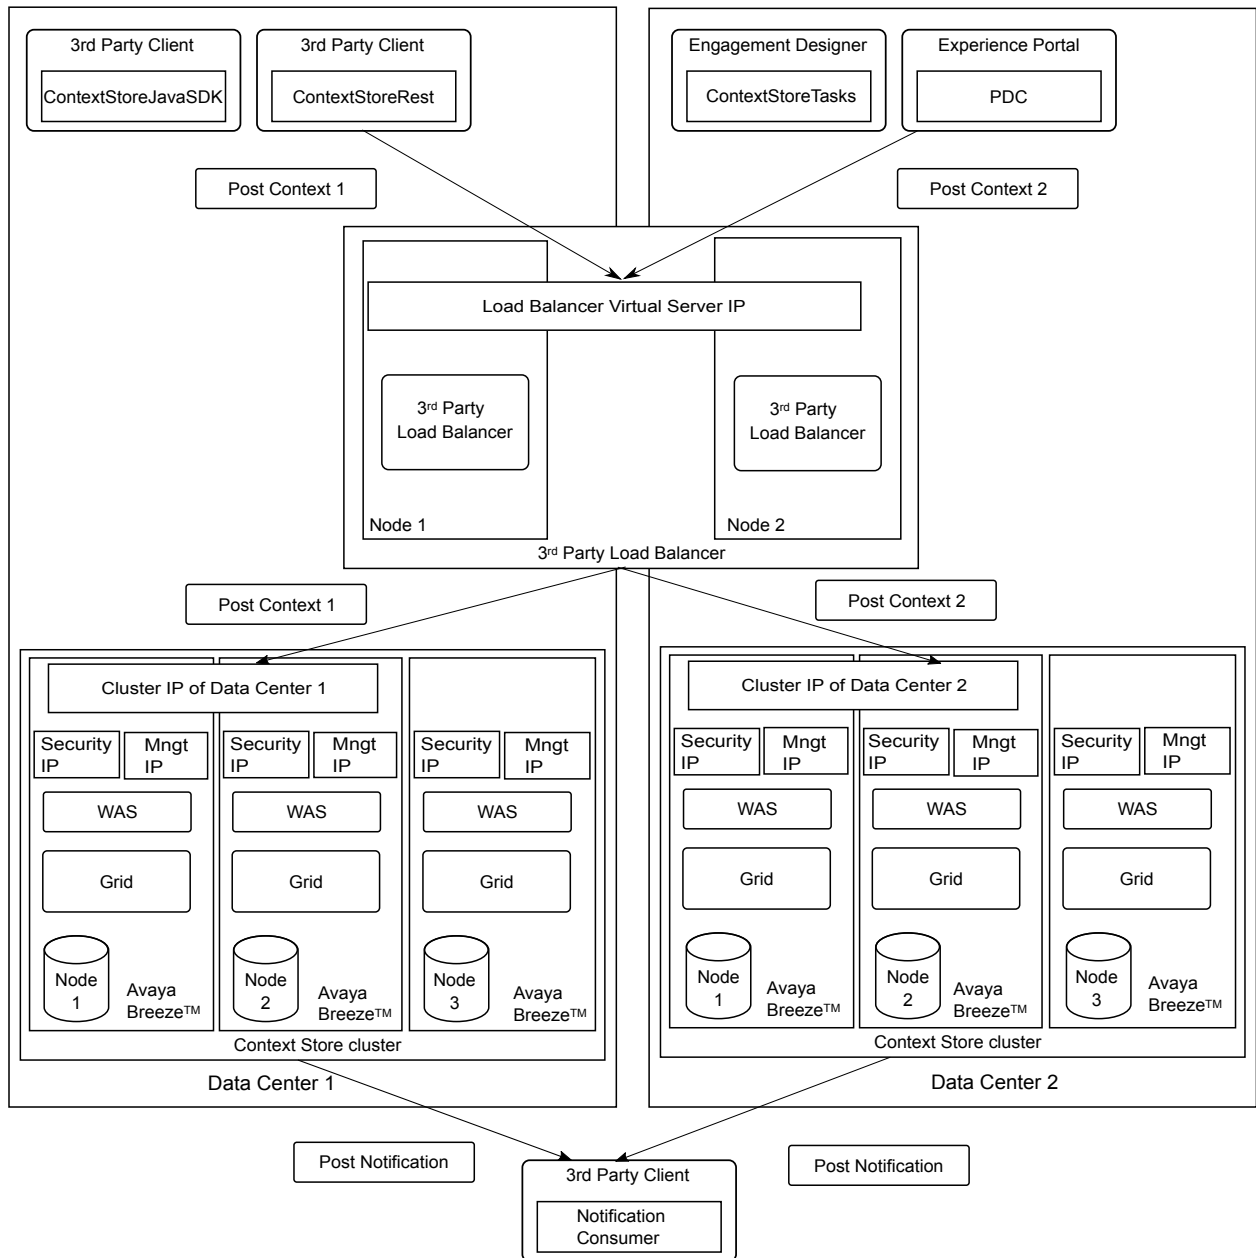 3rd Party Client
ContextStoreJavaSDK
3rd Party Client
ContextStoreRest
Engagement Designer
ContextStoreTasks
Experience Portal
PDC
Post Context 1
Post Context 2
Load Balancer Virtual Server IP
3rd Party
Load Balancer
3rd Party
Load Balancer
Node 1
Node 2
3rd Party Load Balancer
Post Context 1
Post Context 2
Cluster IP of Data Center 1
Security
IP
Mngt
IP
Security
IP
Mngt
IP
Security
IP
Mngt
IP
WAS
WAS
WAS
Grid
Grid
Grid
Node
1
Avaya
Breeze™
Node
2
Avaya
Breeze™
Node
3
Avaya
Breeze™
Context Store cluster
Data Center 1
Cluster IP of Data Center 2
Security
IP
Mngt
IP
Security
IP
Mngt
IP
Security
IP
Mngt
IP
WAS
WAS
WAS
Grid
Grid
Grid
Node
1
Avaya
Breeze™
Node
2
Avaya
Breeze™
Node
3
Avaya
Breeze™
Context Store cluster
Data Center 2
Post Notification
Post Notification
3rd Party Client
Notification
Consumer